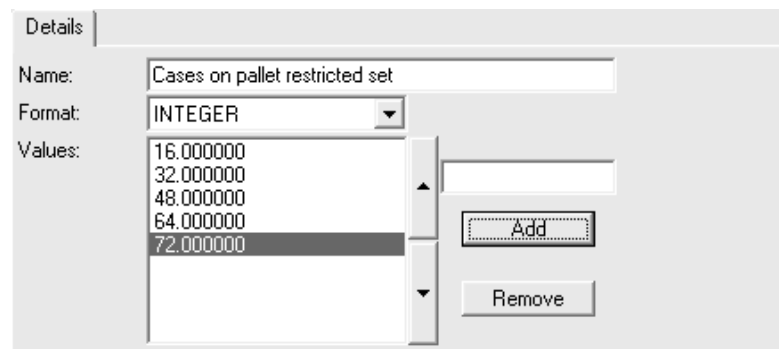 Details
Name: Cases on pallet restricted set
Format: INTEGER
Values: 16.000000
32.000000
48.000000
64.000000
72.000000
Add
Remove